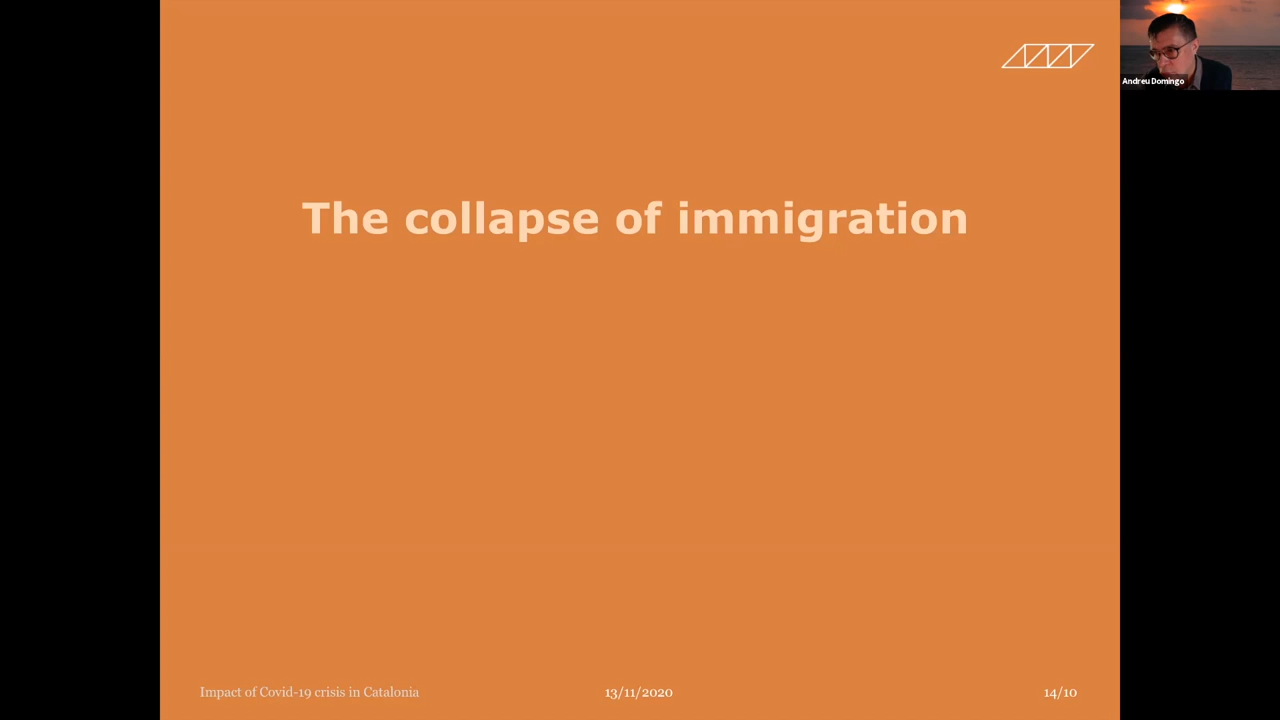 Andreu Domingo
The collapse of immigration
Impact of Covid-19 crisis in Catalonia
13/11/2020
14/10